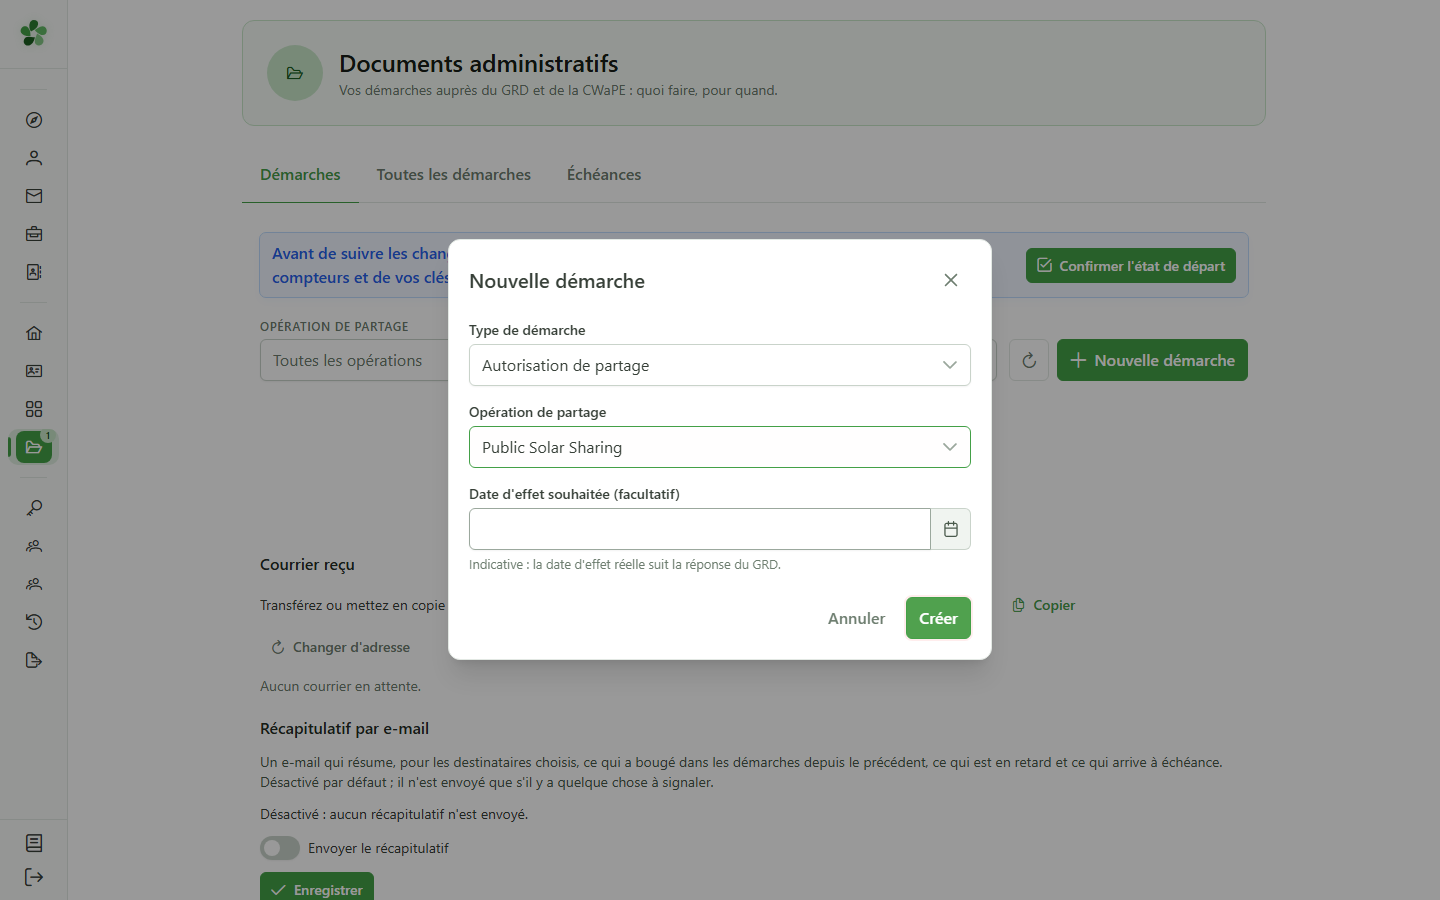 Documents administratifs
Vos démarches auprès du GRD et de la CWaPE : quoi faire, pour quand.
Démarches
Toutes les démarches
Échéances
Avant de suivre les
compteurs et de vos clés
Confirmer l'état de départ
OPÉRATION DE PARTAGE
Toutes les opérations
Nouvelle démarche
1
Nouvelle démarche
Type de démarche
Autorisation de partage
Opération de partage
Public Solar Sharing
Date d'effet souhaitée (facultatif)
Indicative : la date d'effet réelle suit la réponse du GRD.
Annuler
Créer
Courrier reçu
Transférez ou mettez en copie
Copier
Changer d'adresse
Aucun courrier en attente.
Récapitulatif par e-mail
Un e-mail qui résume, pour les destinataires choisis, ce qui a bougé dans les démarches depuis le précédent, ce qui est en retard et ce qui arrive à échéance.
Désactivé par défaut ; il n'est envoyé que s'il y a quelque chose à signaler.
Désactivé : aucun récapitulatif n'est envoyé.
Envoyer le récapitulatif
Enregistrer